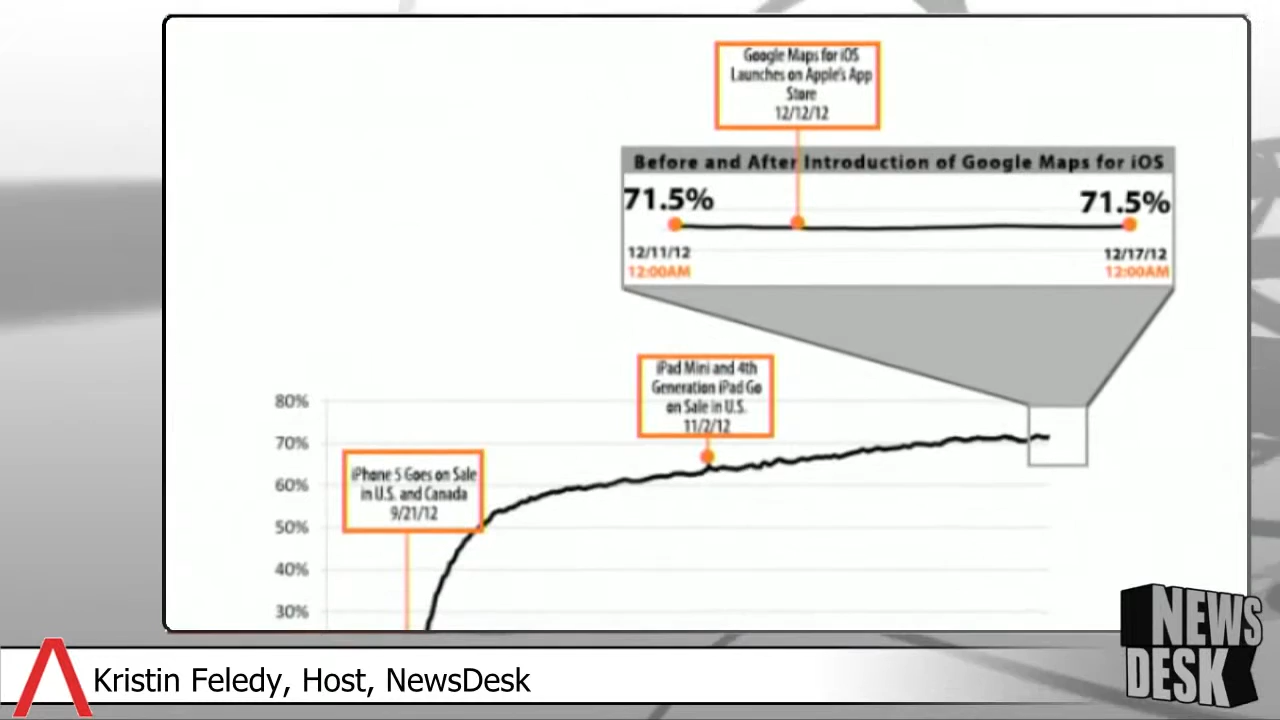 Google Maps for iOS
Launches on Apple's App
Store
12/12/12
Before and After Introduction of Google Maps for iOS
71.5%
71.5%
12/11/12
12:00AM
12/17/12
12:00AM
iPad Mini and 4th
Generation iPad Go
on Sale in U.S.
11/2/12
80%
70%
iPhone 5 Goes on Sale
in U.S. and Canada
9/21/12
60%
50%
40%
30%
NEWS
DESK
Kristin Feledy, Host, NewsDesk